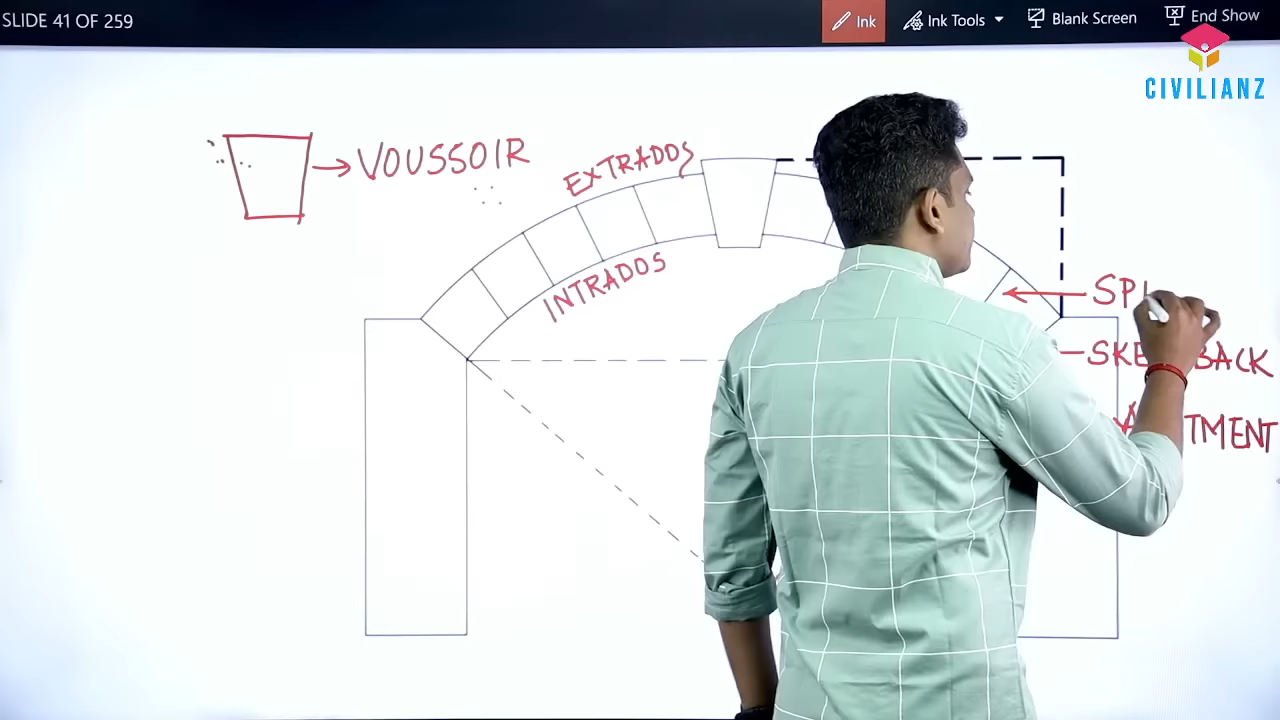 SLIDE 41 OF 259
Ink
Ink Tools
Blank Screen
End Show
CIVILIANZ
VOUSSOIR
EXTRADOS
INTRADOS